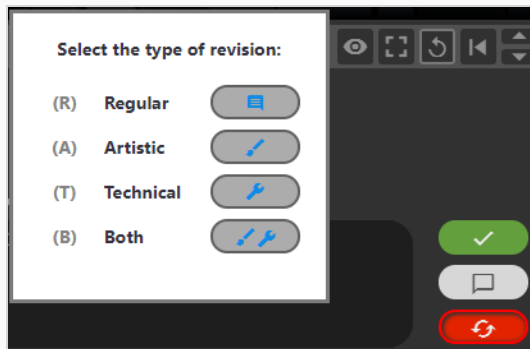 Select the type of revision:
(R) Regular
(A) Artistic
(T) Technical
(B) Both